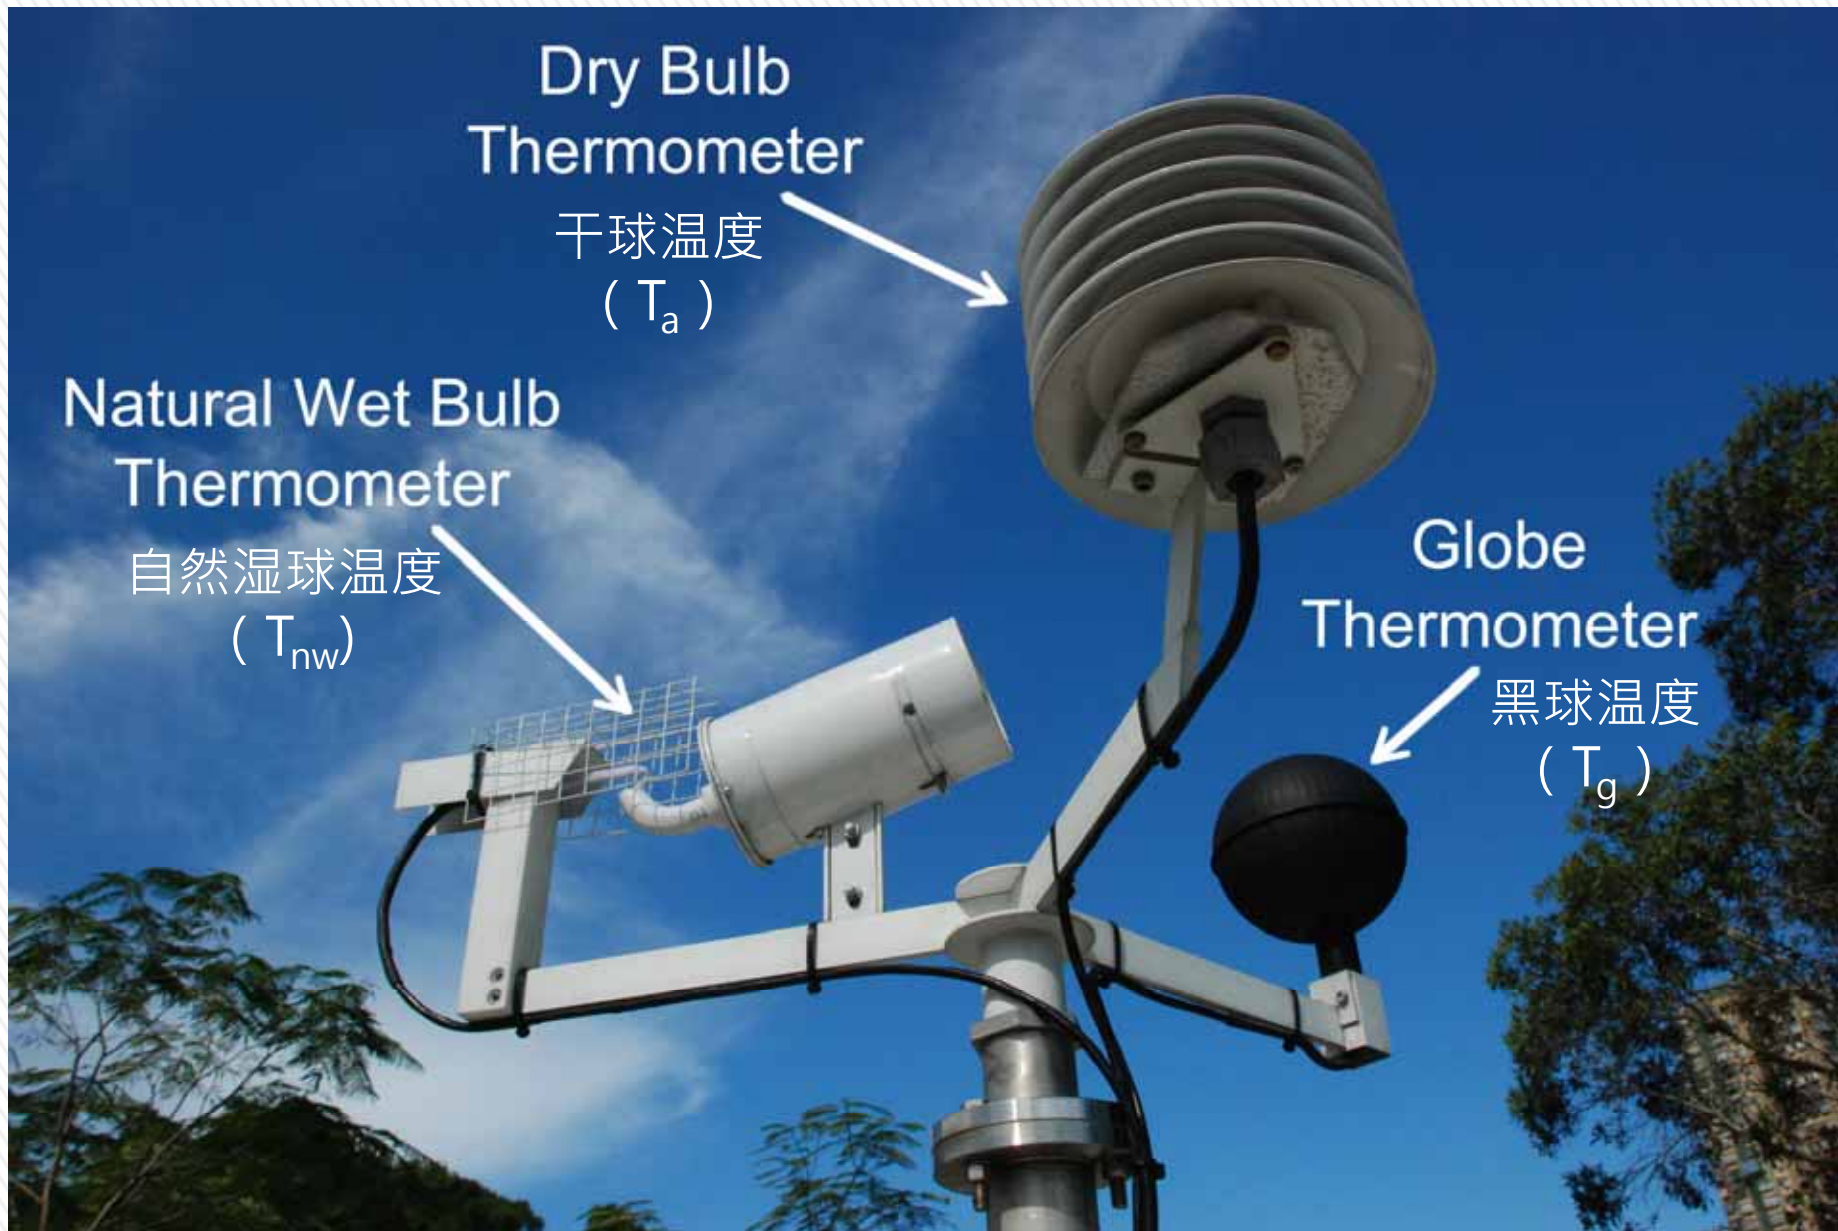 Dry Bulb
Thermometer
干球温度
( Tₐ )
Natural Wet Bulb
Thermometer
自然湿球温度
( Tnw)
Globe
Thermometer
黑球温度
( Tg )